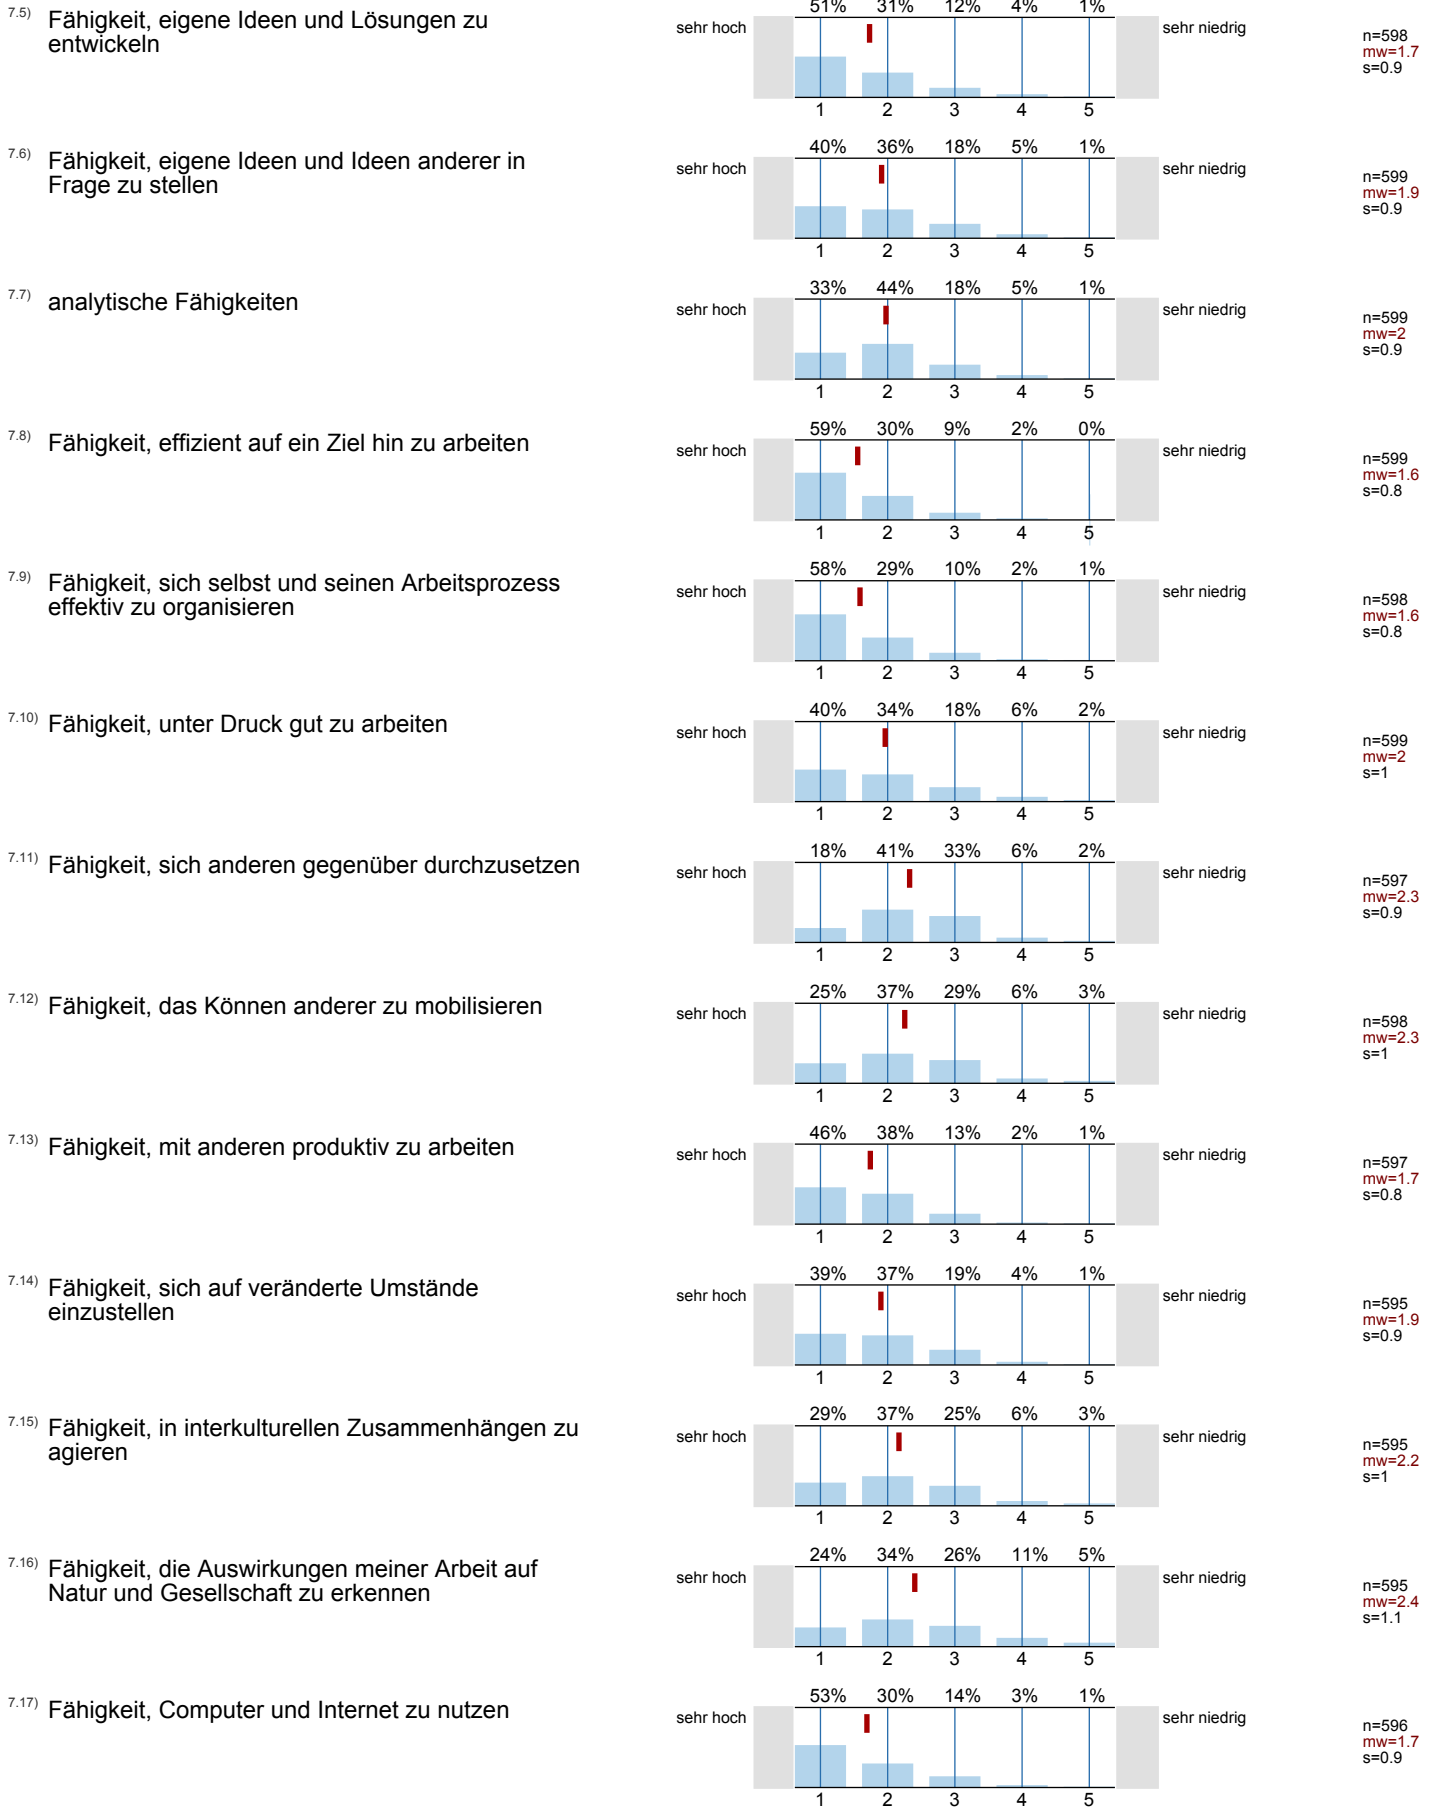 7.5) Fähigkeit, eigene Ideen und Lösungen zu
entwickeln
51% 31% 12% 4% 1%
sehr hoch sehr niedrig
1 2 3 4 5
n=598
mw=1.7
s=0.9
7.6) Fähigkeit, eigene Ideen und Ideen anderer in
Frage zu stellen
40% 36% 18% 5% 1%
sehr hoch sehr niedrig
1 2 3 4 5
n=599
mw=1.9
s=0.9
7.7) analytische Fähigkeiten
33% 44% 18% 5% 1%
sehr hoch sehr niedrig
1 2 3 4 5
n=599
mw=2
s=0.9
7.8) Fähigkeit, effizient auf ein Ziel hin zu arbeiten
59% 30% 9% 2% 0%
sehr hoch sehr niedrig
1 2 3 4 5
n=599
mw=1.6
s=0.8
7.9) Fähigkeit, sich selbst und seinen Arbeitsprozess
effektiv zu organisieren
58% 29% 10% 2% 1%
sehr hoch sehr niedrig
1 2 3 4 5
n=598
mw=1.6
s=0.8
7.10) Fähigkeit, unter Druck gut zu arbeiten
40% 34% 18% 6% 2%
sehr hoch sehr niedrig
1 2 3 4 5
n=599
mw=2
s=1
7.11) Fähigkeit, sich anderen gegenüber durchzusetzen
18% 41% 33% 6% 2%
sehr hoch sehr niedrig
1 2 3 4 5
n=597
mw=2.3
s=0.9
7.12) Fähigkeit, das Können anderer zu mobilisieren
25% 37% 29% 6% 3%
sehr hoch sehr niedrig
1 2 3 4 5
n=598
mw=2.3
s=1
7.13) Fähigkeit, mit anderen produktiv zu arbeiten
46% 38% 13% 2% 1%
sehr hoch sehr niedrig
1 2 3 4 5
n=597
mw=1.7
s=0.8
7.14) Fähigkeit, sich auf veränderte Umstände
einzustellen
39% 37% 19% 4% 1%
sehr hoch sehr niedrig
1 2 3 4 5
n=595
mw=1.9
s=0.9
7.15) Fähigkeit, in interkulturellen Zusammenhängen zu
agieren
29% 37% 25% 6% 3%
sehr hoch sehr niedrig
1 2 3 4 5
n=595
mw=2.2
s=1
7.16) Fähigkeit, die Auswirkungen meiner Arbeit auf
Natur und Gesellschaft zu erkennen
24% 34% 26% 11% 5%
sehr hoch sehr niedrig
1 2 3 4 5
n=595
mw=2.4
s=1.1
7.17) Fähigkeit, Computer und Internet zu nutzen
53% 30% 14% 3% 1%
sehr hoch sehr niedrig
1 2 3 4 5
n=596
mw=1.7
s=0.9